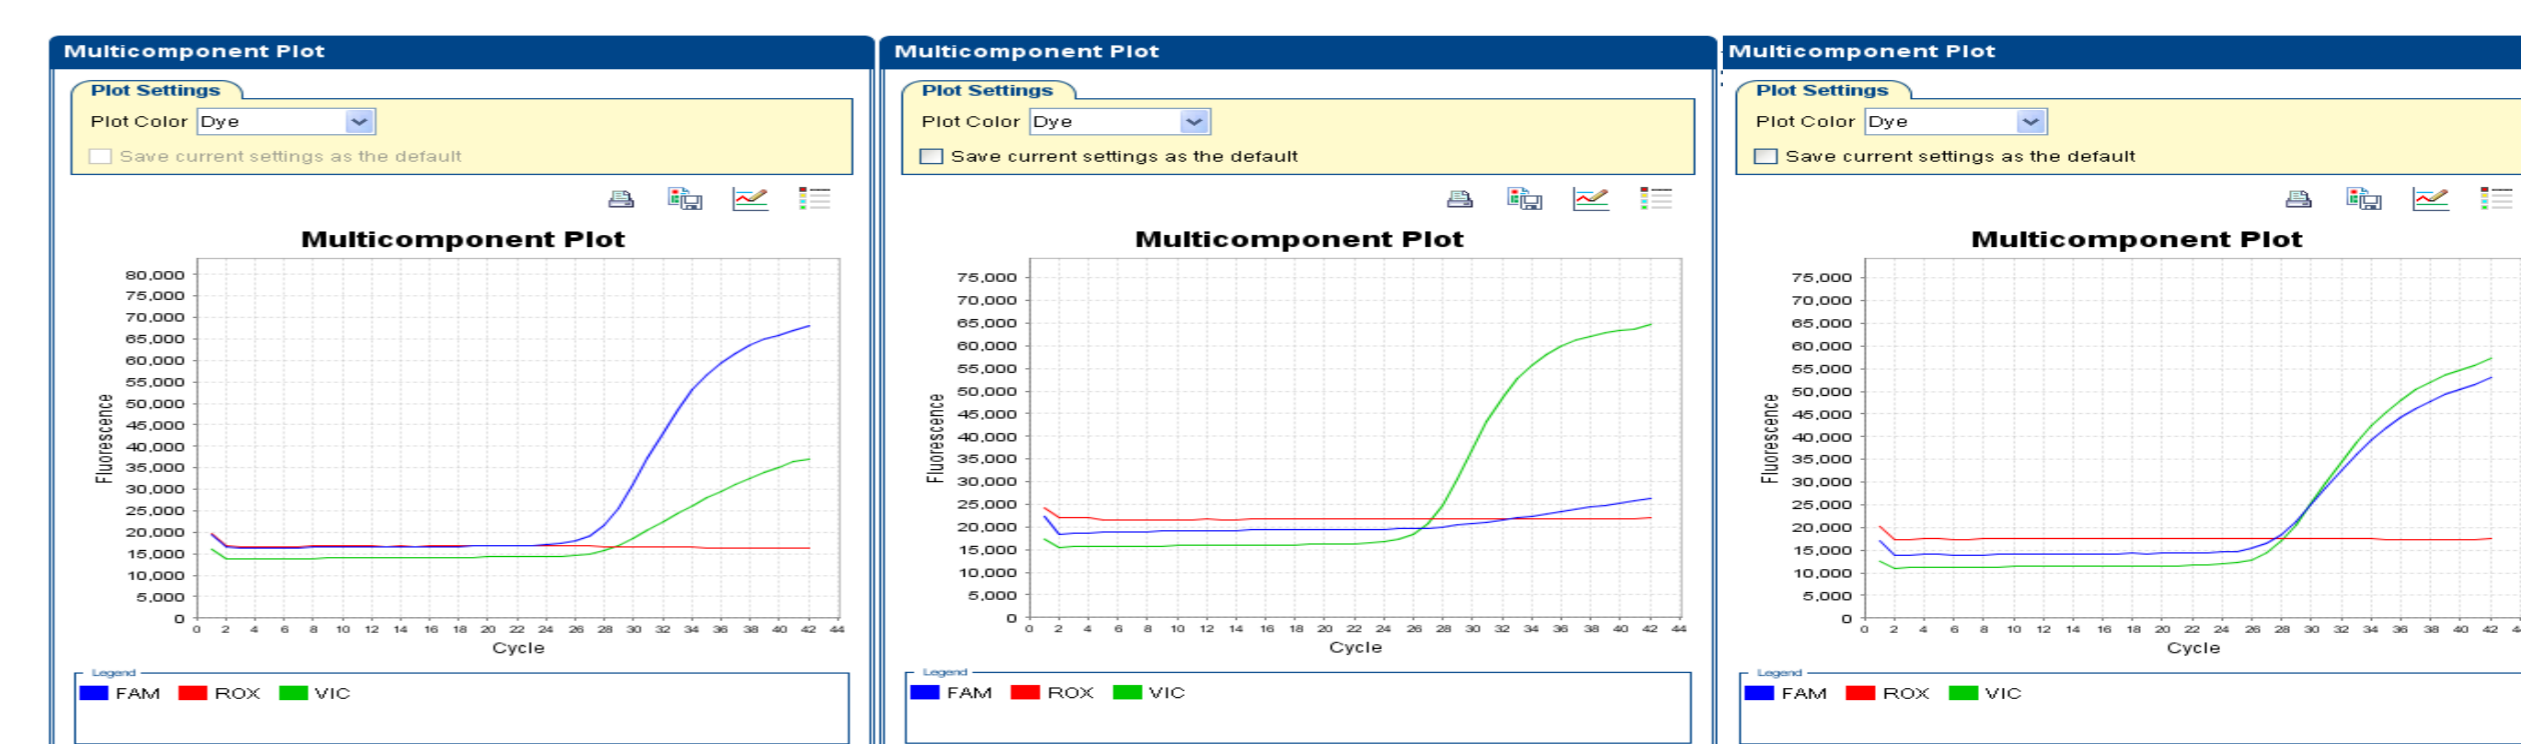 Multicomponent Plot
Plot Settings
Plot Color Dye
Save current settings as the default
Multicomponent Plot
80,000
75,000
70,000
65,000
60,000
55,000
50,000
45,000
40,000
35,000
30,000
25,000
20,000
15,000
10,000
5,000
0
Fluorescence
0 2 4 6 8 10 12 14 16 18 20 22 24 26 28 30 32 34 36 38 40 42 44
Cycle
Legend
FAM ROX VIC
Multicomponent Plot
Plot Settings
Plot Color Dye
Save current settings as the default
Multicomponent Plot
75,000
70,000
65,000
60,000
55,000
50,000
45,000
40,000
35,000
30,000
25,000
20,000
15,000
10,000
5,000
0
Fluorescence
0 2 4 6 8 10 12 14 16 18 20 22 24 26 28 30 32 34 36 38 40 42 44
Cycle
Legend
FAM ROX VIC
Multicomponent Plot
Plot Settings
Plot Color Dye
Save current settings as the default
Multicomponent Plot
75,000
70,000
65,000
60,000
55,000
50,000
45,000
40,000
35,000
30,000
25,000
20,000
15,000
10,000
5,000
0
Fluorescence
0 2 4 6 8 10 12 14 16 18 20 22 24 26 28 30 32 34 36 38 40 42
Cycle
Legend
FAM ROX VIC